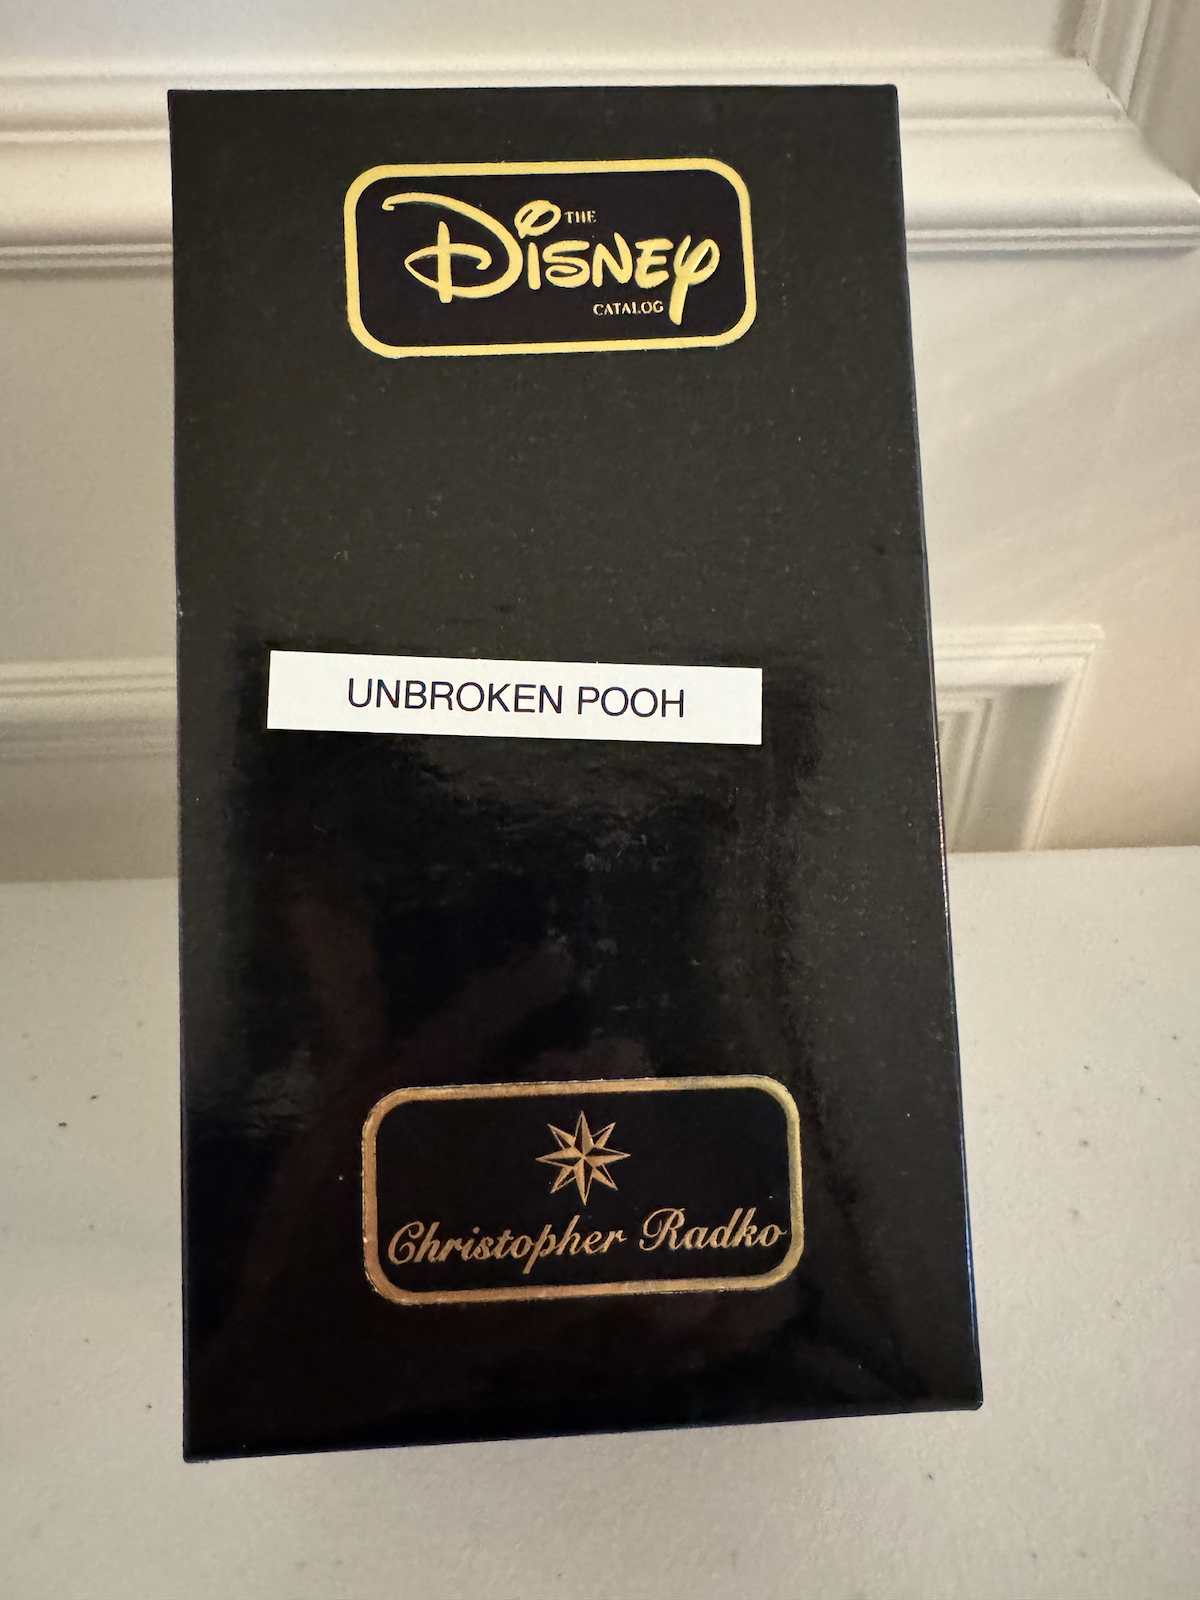 THE
Disney
CATALOG
UNBROKEN POOH
Christopher Radko